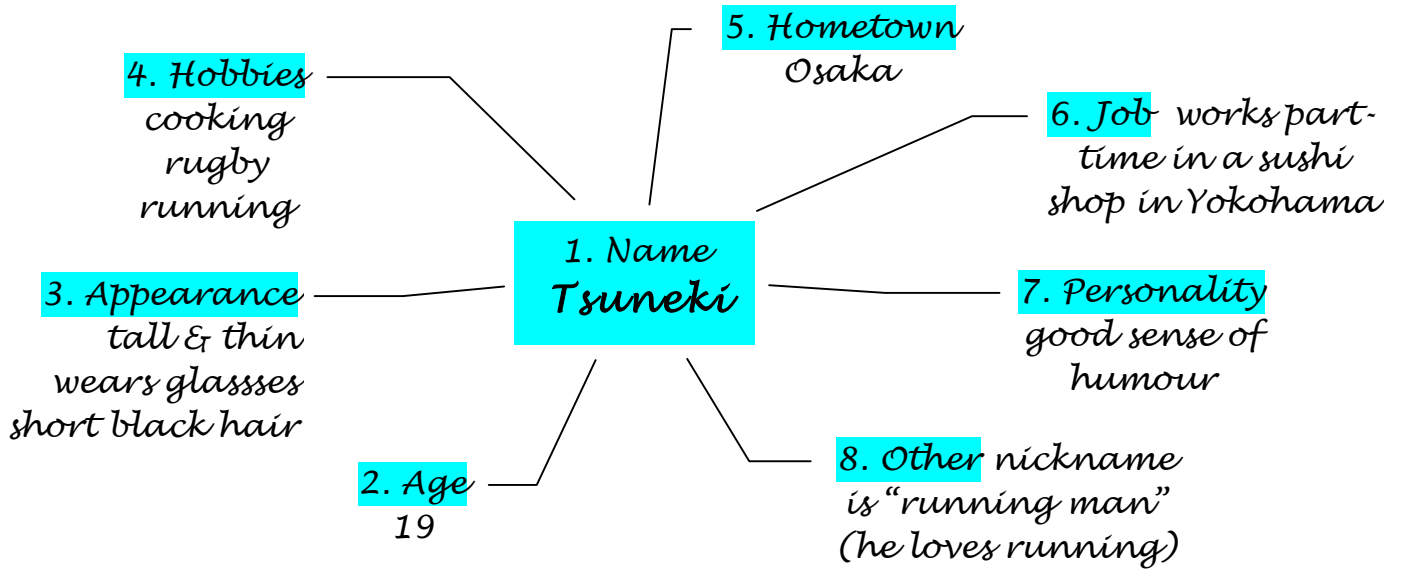 1. Name
Tsuneki
2. Age
19
3. Appearance
tall & thin
wears glassses
short black hair
4. Hobbies
cooking
rugby
running
5. Hometown
Osaka
6. Job works part-
time in a sushi
shop in Yokohama
7. Personality
good sense of
humour
8. Other nickname
is “running man”
(he loves running)